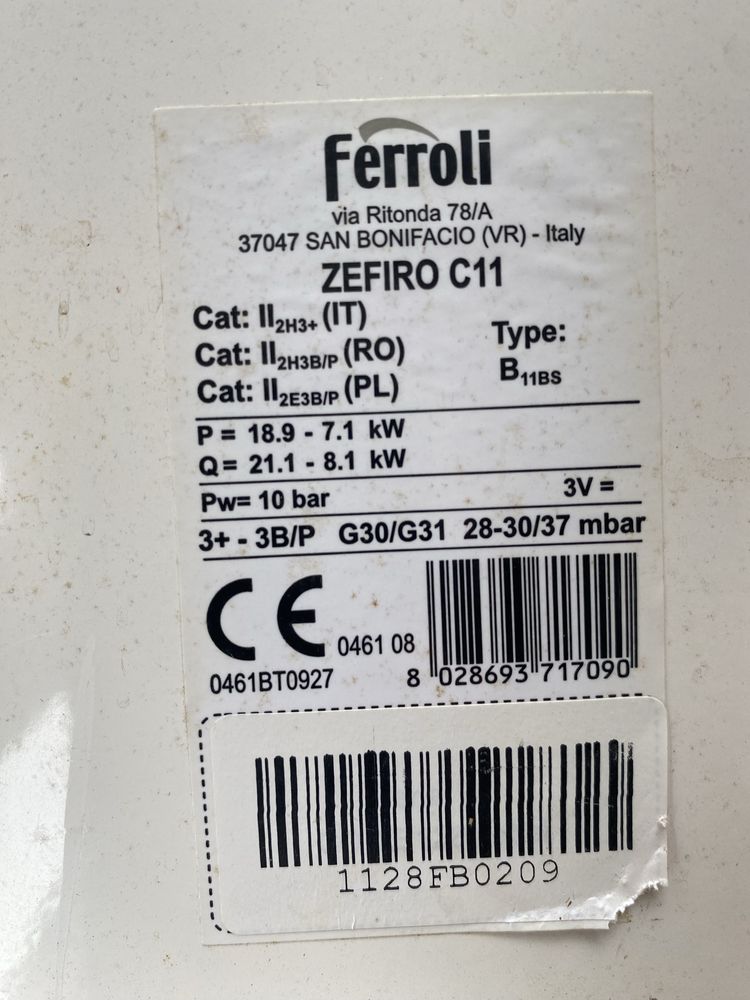 Ferroli
via Ritonda 78/A
37047 SAN BONIFACIO (VR) - Italy
ZEFIRO C11
Cat: II2H3+ (IT)
Cat: II2H3B/P (RO)
Cat: II2E3B/P (PL)
Type:
B11BS
P = 18.9 - 7.1 kW
Q = 21.1 - 8.1 kW
Pw= 10 bar 3V =
3+ - 3B/P G30/G31 28-30/37 mbar
CE 0461 08
0461BT0927
8 028693 717090
1128FB0209